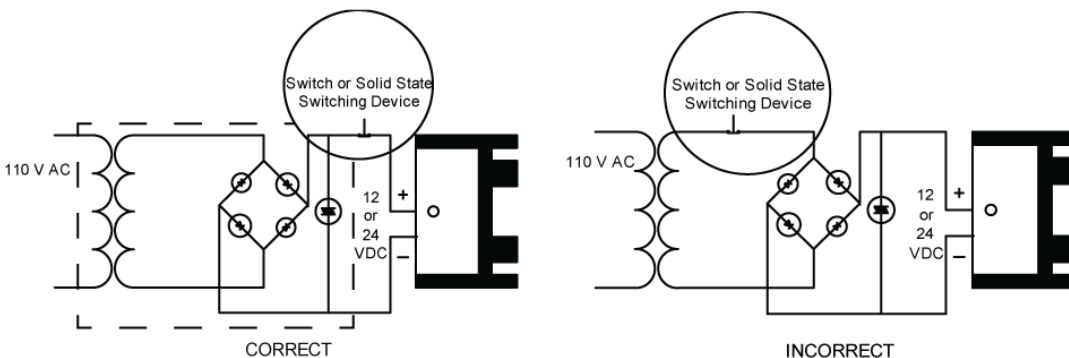 Switch or Solid State
Switching Device
110 V AC
+
12
or
24
VDC
−
CORRECT
Switch or Solid State
Switching Device
110 V AC
+
12
or
24
VDC
−
INCORRECT